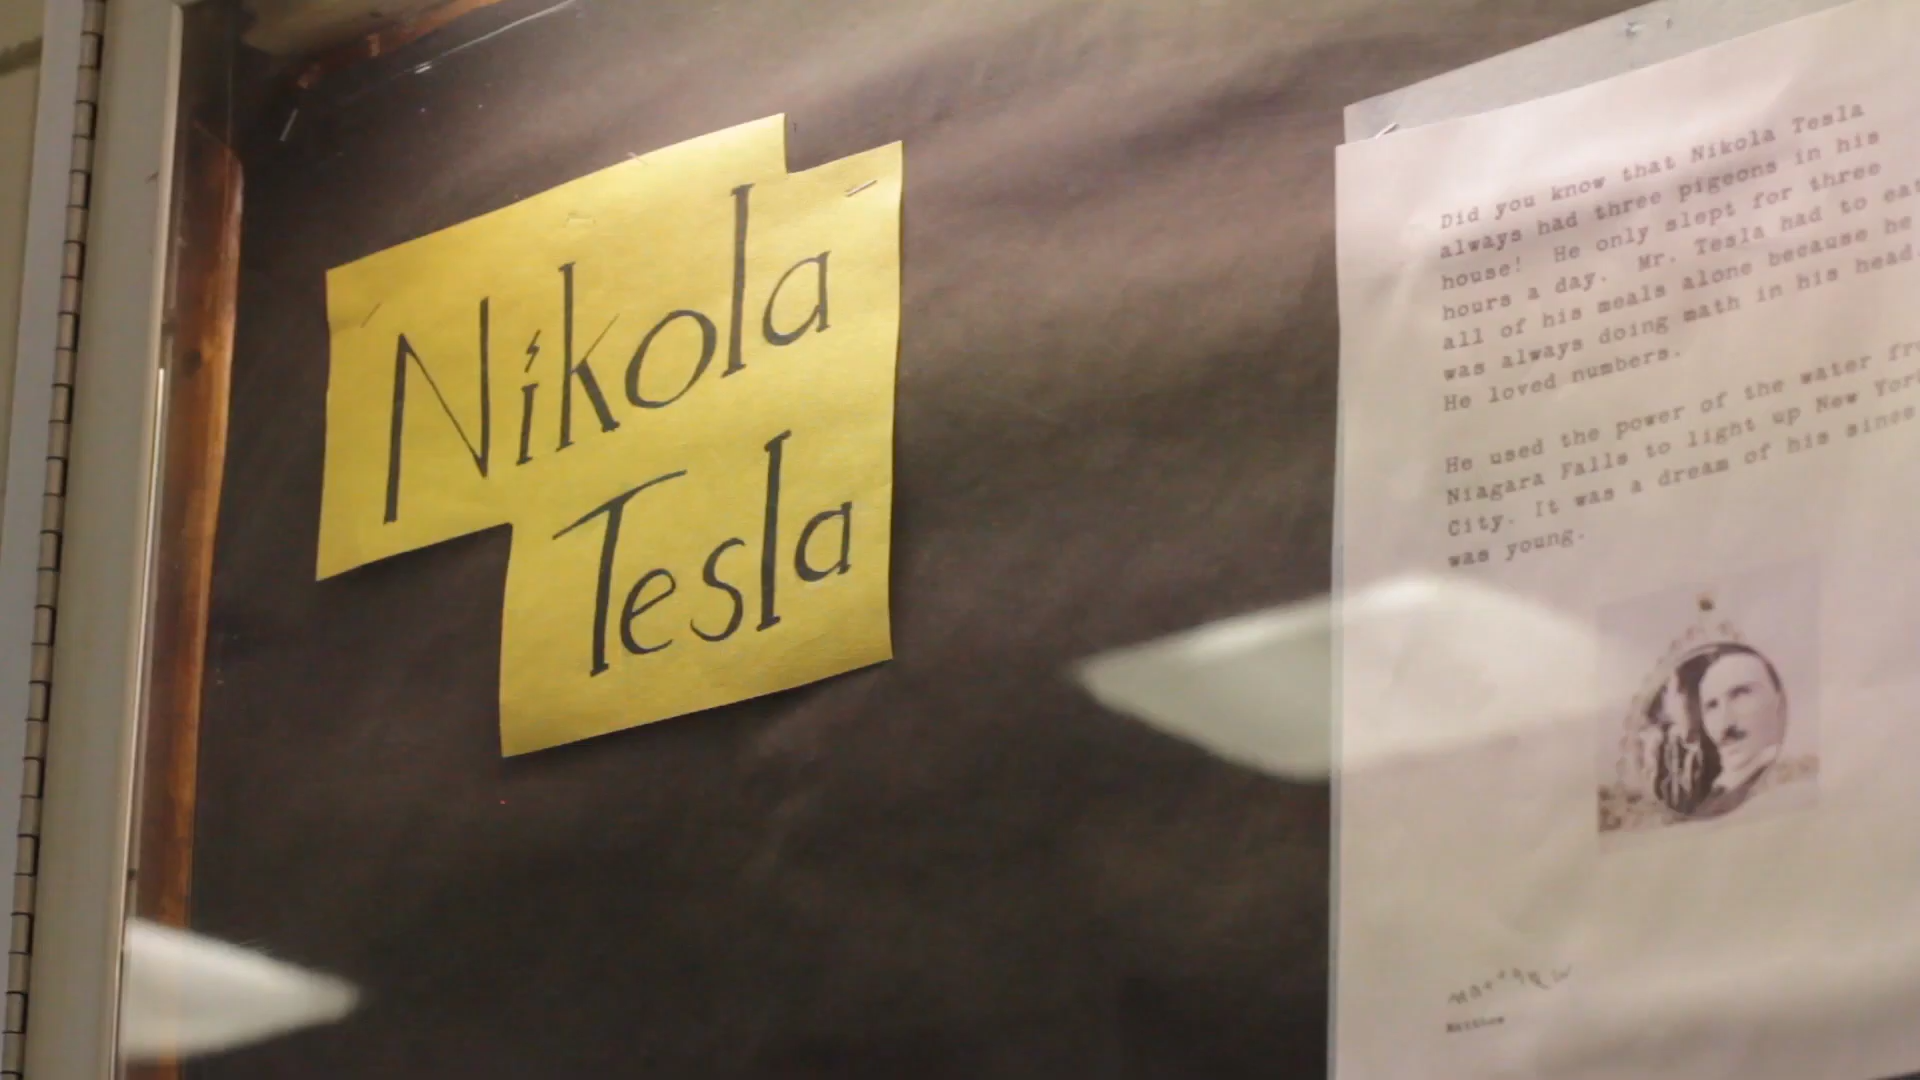 Nikola
Tesla
Did you know that Nikola Tesla
always had three pigeons in his
house! He only slept for three
hours a day. Mr. Tesla had to eat
all of his meals alone because he
was always doing math in his head.
He loved numbers.
He used the power of the water from
Niagara Falls to light up New York
City. It was a dream of his since
was young.
Matthew
Matthew